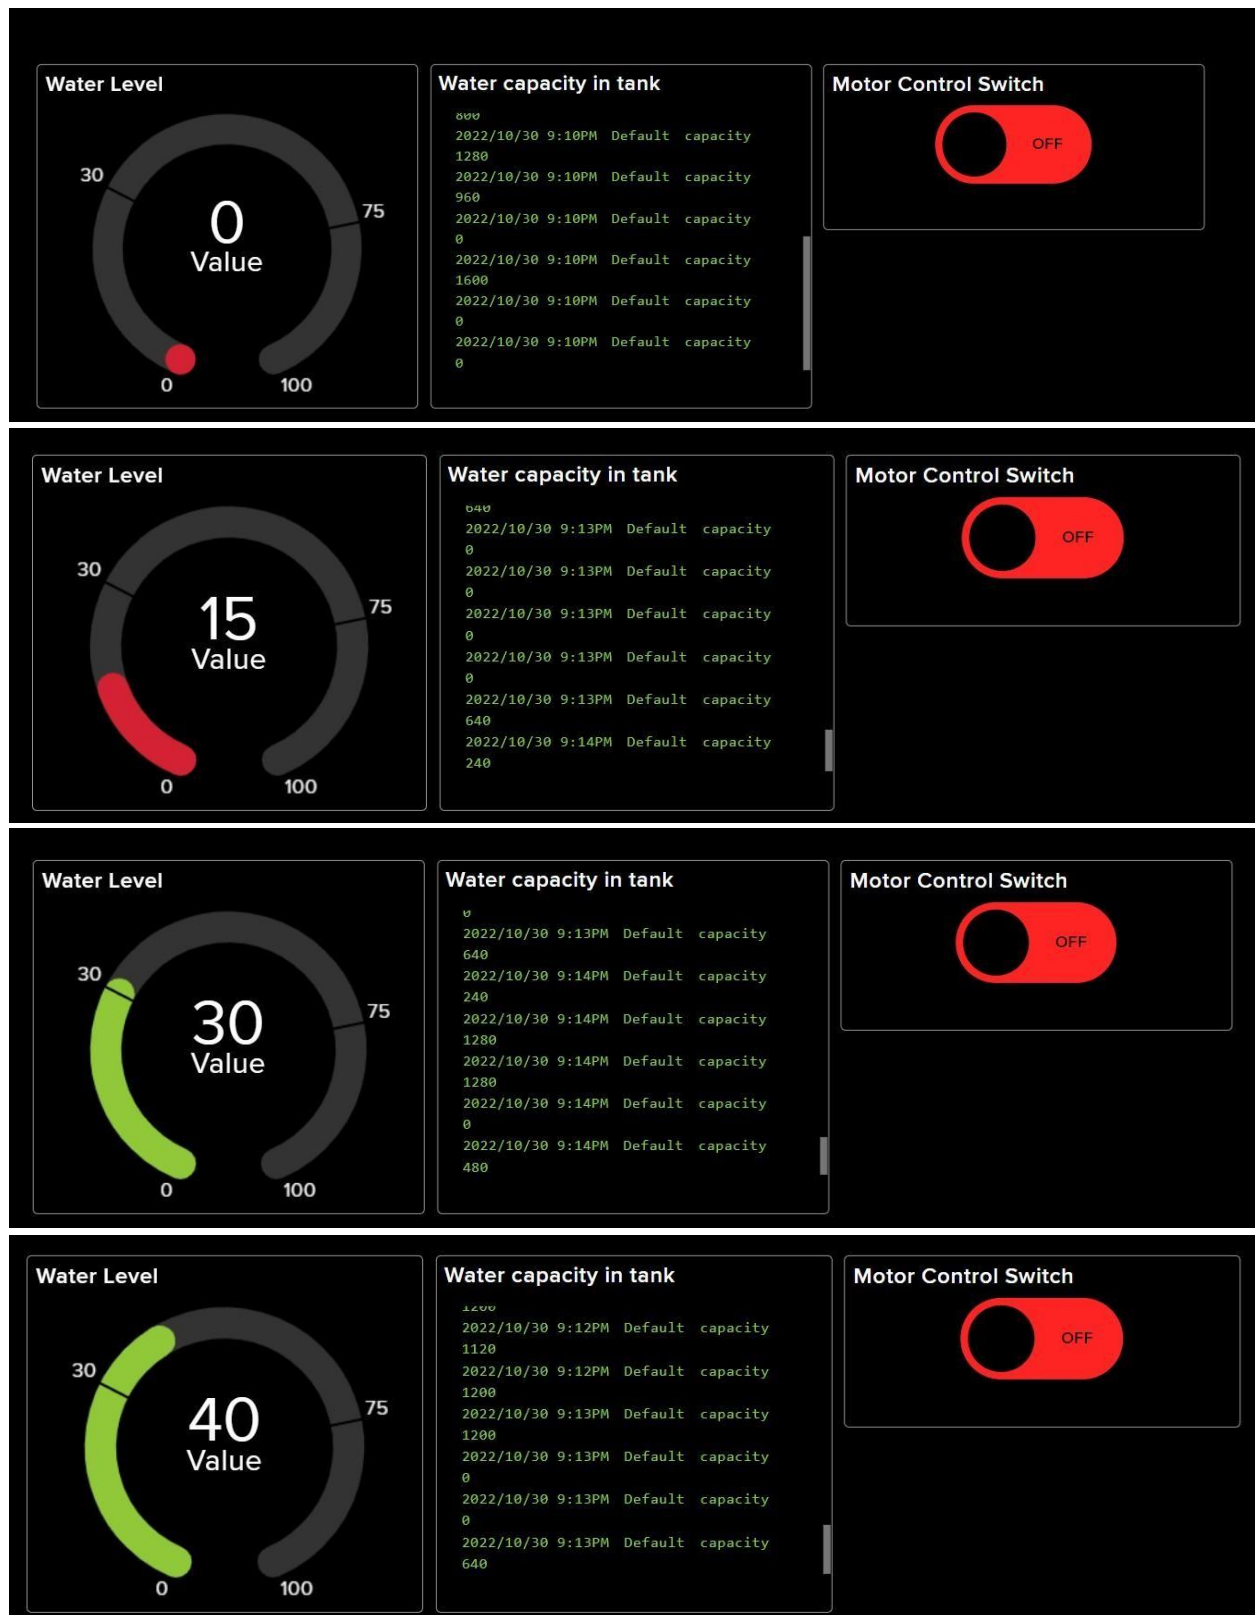 Water Level
30
75
0
Value
0
100
Water capacity in tank
800
2022/10/30 9:10PM Default capacity
1280
2022/10/30 9:10PM Default capacity
960
2022/10/30 9:10PM Default capacity
0
2022/10/30 9:10PM Default capacity
1600
2022/10/30 9:10PM Default capacity
0
2022/10/30 9:10PM Default capacity
0
Motor Control Switch
OFF
Water Level
30
75
15
Value
0
100
Water capacity in tank
640
2022/10/30 9:13PM Default capacity
0
2022/10/30 9:13PM Default capacity
0
2022/10/30 9:13PM Default capacity
0
2022/10/30 9:13PM Default capacity
0
2022/10/30 9:13PM Default capacity
640
2022/10/30 9:14PM Default capacity
240
Motor Control Switch
OFF
Water Level
30
75
30
Value
0
100
Water capacity in tank
0
2022/10/30 9:13PM Default capacity
640
2022/10/30 9:14PM Default capacity
240
2022/10/30 9:14PM Default capacity
1280
2022/10/30 9:14PM Default capacity
1280
2022/10/30 9:14PM Default capacity
0
2022/10/30 9:14PM Default capacity
480
Motor Control Switch
OFF
Water Level
30
75
40
Value
0
100
Water capacity in tank
1200
2022/10/30 9:12PM Default capacity
1120
2022/10/30 9:12PM Default capacity
1200
2022/10/30 9:13PM Default capacity
1200
2022/10/30 9:13PM Default capacity
0
2022/10/30 9:13PM Default capacity
0
2022/10/30 9:13PM Default capacity
640
Motor Control Switch
OFF